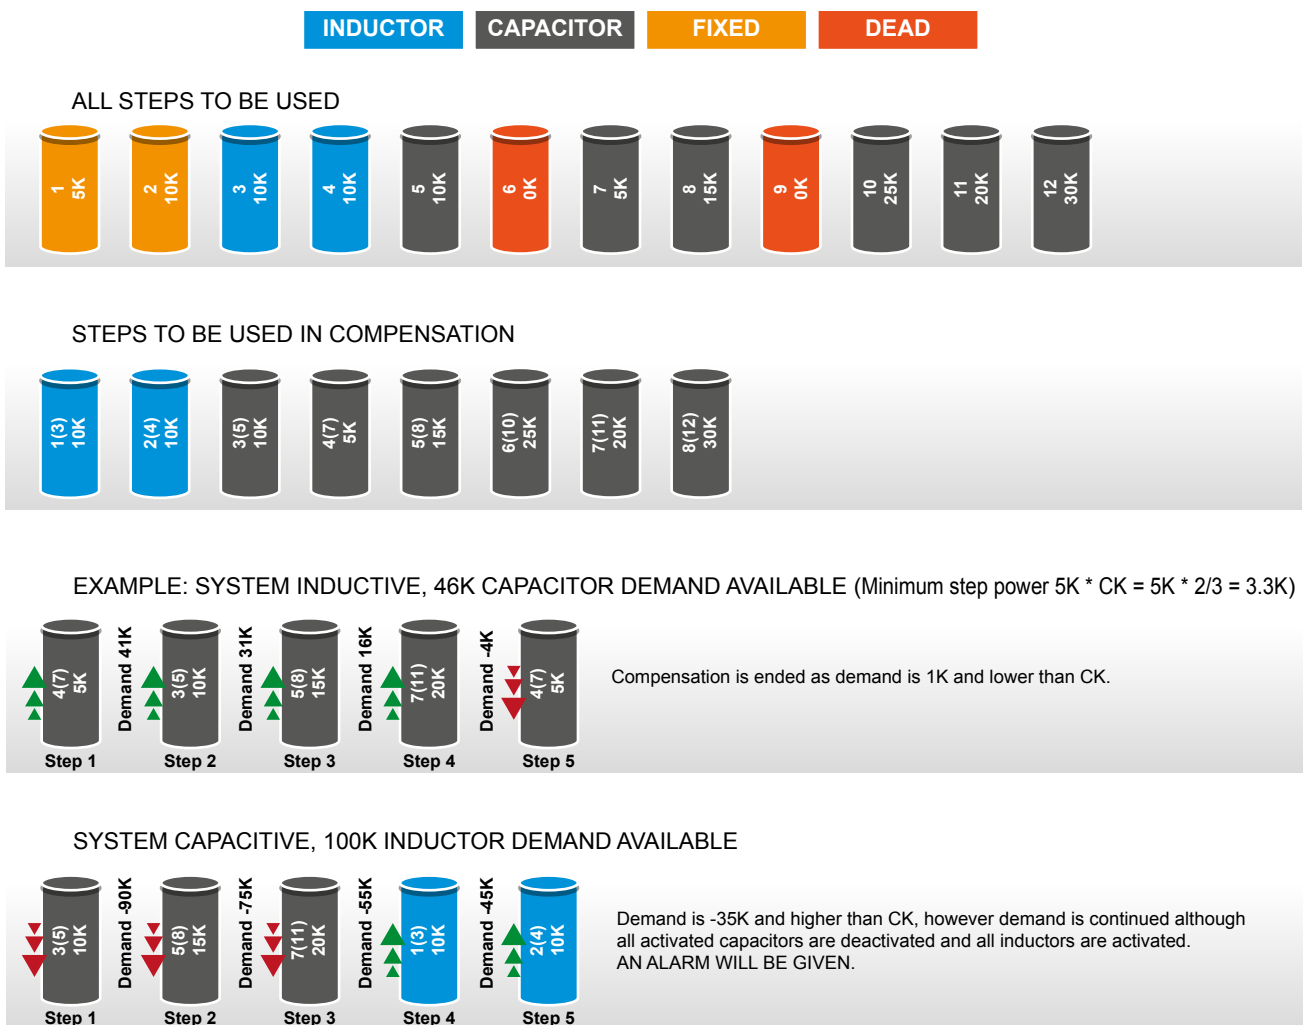 INDUCTOR CAPACITOR FIXED DEAD
ALL STEPS TO BE USED
1
5K
2
10K
3
10K
4
10K
5
10K
6
0K
7
5K
8
15K
9
0K
10
25K
11
20K
12
30K
STEPS TO BE USED IN COMPENSATION
1(3)
10K
2(4)
10K
3(5)
10K
4(7)
5K
5(8)
15K
6(10)
25K
7(11)
20K
8(12)
30K
EXAMPLE: SYSTEM INDUCTIVE, 46K CAPACITOR DEMAND AVAILABLE (Minimum step power 5K * CK = 5K * 2/3 = 3.3K)
4(7)
5K
Demand 41K
3(5)
10K
Demand 31K
5(8)
15K
Demand 16K
7(11)
20K
Demand -4K
4(7)
5K
Compensation is ended as demand is 1K and lower than CK.
Step 1 Step 2 Step 3 Step 4 Step 5
SYSTEM CAPACITIVE, 100K INDUCTOR DEMAND AVAILABLE
3(5)
10K
Demand -90K
5(8)
15K
Demand -75K
7(11)
20K
Demand -55K
1(3)
10K
Demand -45K
2(4)
10K
Demand is -35K and higher than CK, however demand is continued although
all activated capacitors are deactivated and all inductors are activated.
AN ALARM WILL BE GIVEN.
Step 1 Step 2 Step 3 Step 4 Step 5